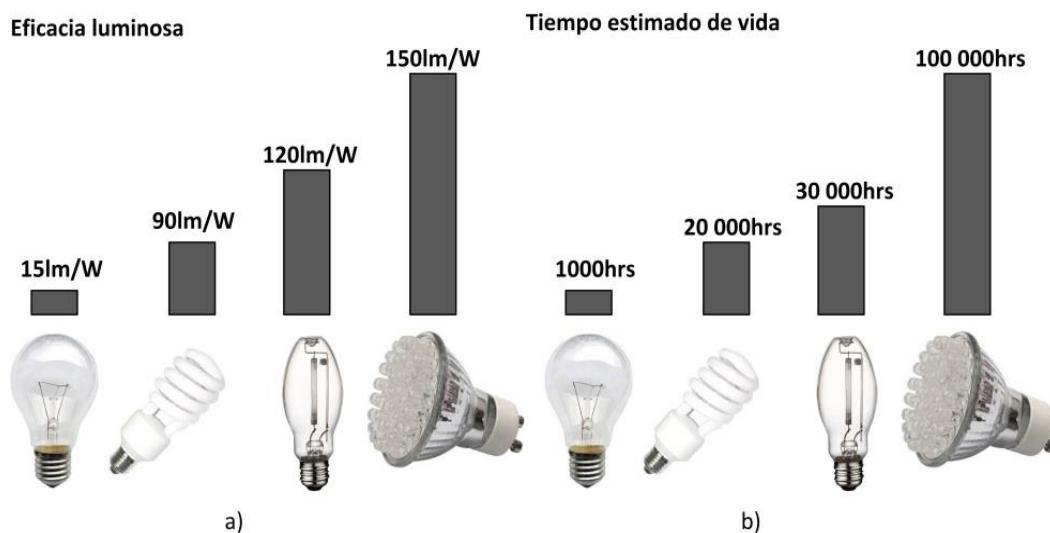 Eficacia luminosa
15lm/W
90lm/W
120lm/W
150lm/W
a)
Tiempo estimado de vida
1000hrs
20 000hrs
30 000hrs
100 000hrs
b)